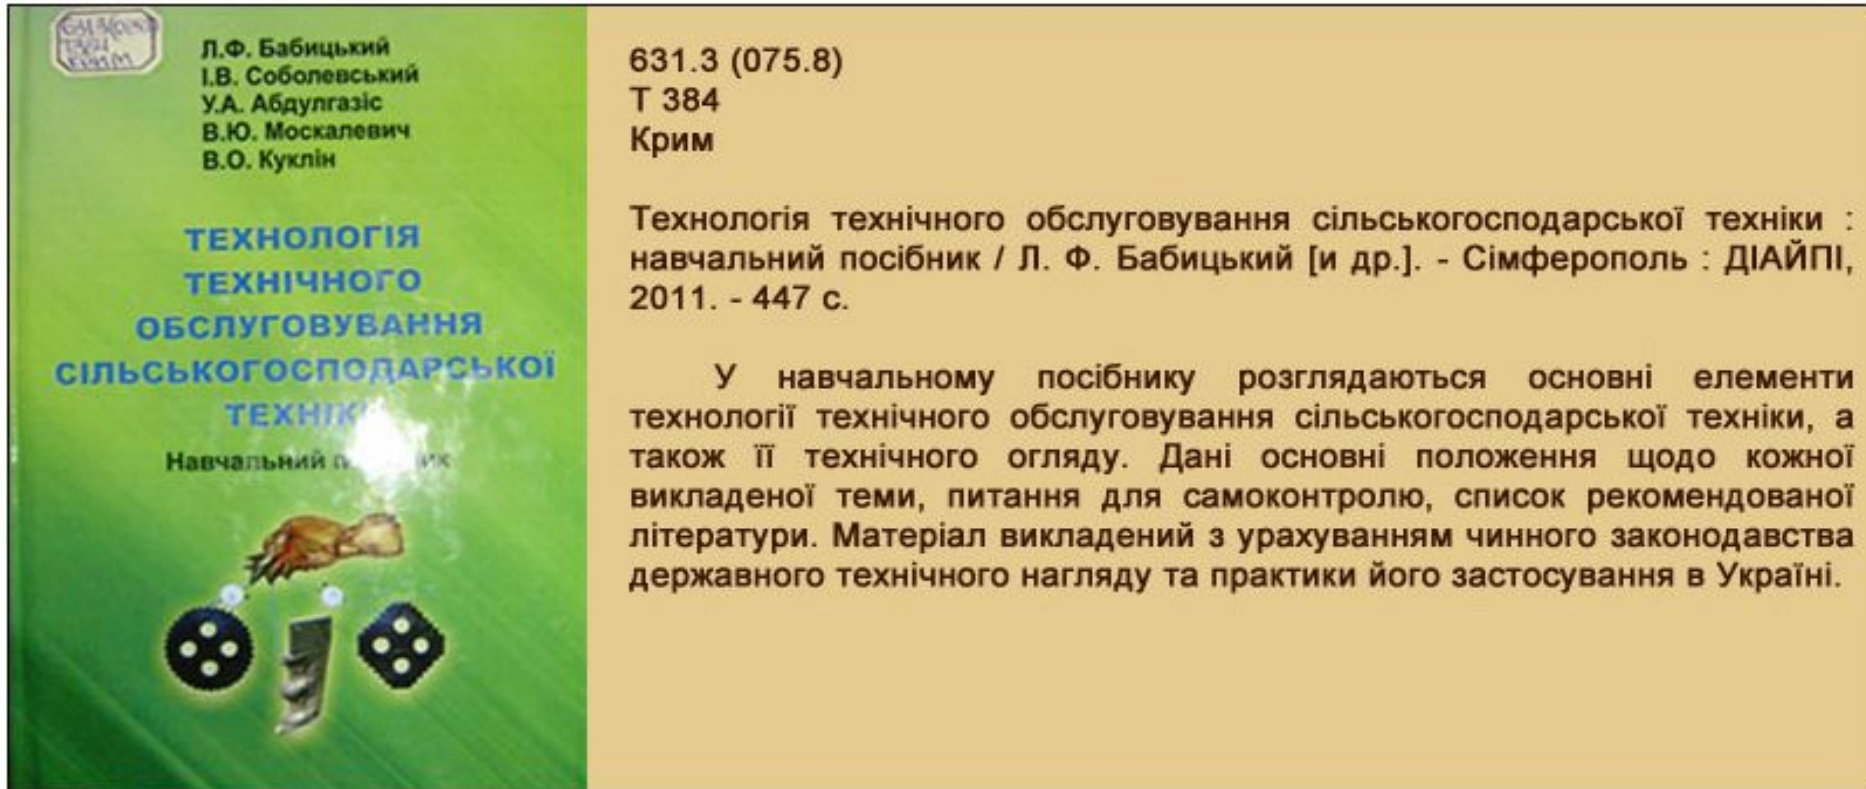 Л.Ф. Бабицький
І.В. Соболевський
У.А. Абдулгазіс
В.Ю. Москалевич
В.О. Куклін
ТЕХНОЛОГІЯ
ТЕХНІЧНОГО
ОБСЛУГОВУВАННЯ
СІЛЬСЬКОГОСПОДАРСЬКОЇ
Навчальний
631.3 (075.8)
Т 384
Крим
Технологія технічного обслуговування сільськогосподарської техніки :
навчальний посібник / Л. Ф. Бабицький [и др.]. - Сімферополь : ДІАЙПІ,
2011. - 447 с.
У навчальному посібнику розглядаються основні елементи
технології технічного обслуговування сільськогосподарської техніки, а
також її технічного огляду. Дані основні положення щодо кожної
викладеної теми, питання для самоконтролю, список рекомендованої
літератури. Матеріал викладений з урахуванням чинного законодавства
державного технічного нагляду та практики його застосування в Україні.